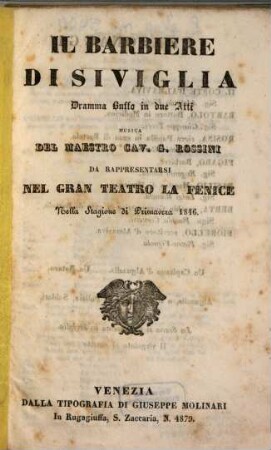 IL BARBIERE
DI SIVIGLIA
Dramma Buffo in due Atti
MUSICA
DEL MAESTRO CAV. G. ROSSINI
DA RAPPRESENTARSI
NEL GRAN TEATRO LA FENICE
Nella Stagione di Primavera 1846.
VENEZIA
DALLA TIPOGRAFIA DI GIUSEPPE MOLINARI
In Rugagiuffa, S. Zaccaria, N. 4879.